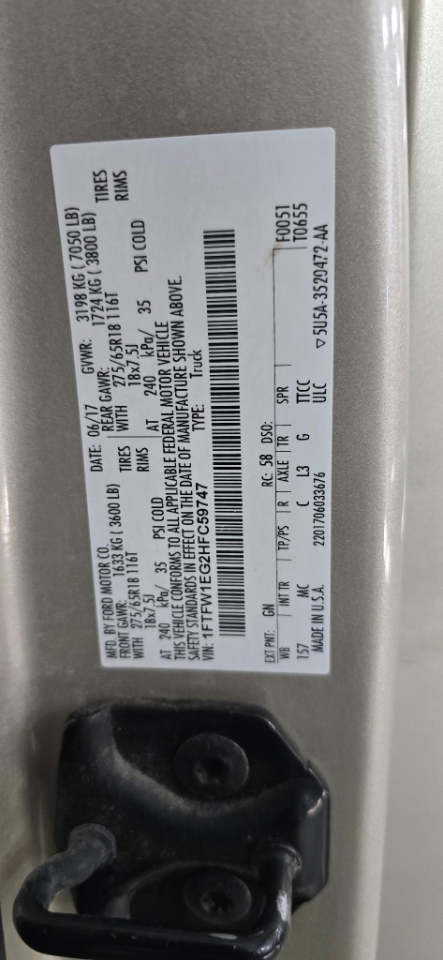 MFD. BY FORD MOTOR CO.
DATE: 06/17 GVWR: 3198 KG ( 7050 LB)
FRONT GAWR: 1633 KG (3600 LB) REAR GAWR: 1724 KG ( 3800 LB)
WITH 275/65R18 116T TIRES WITH 275/65R18 116T TIRES
18x7.5J RIMS 18x7.5J RIMS
AT 240 kPa/ 35 PSI COLD AT 240 kPa/ 35 PSI COLD
THIS VEHICLE CONFORMS TO ALL APPLICABLE FEDERAL MOTOR VEHICLE
SAFETY STANDARDS IN EFFECT ON THE DATE OF MANUFACTURE SHOWN ABOVE.
VIN: 1FTFW1EG2HFC59747 TYPE: Truck
F0051
T0655
EXT PNT: GN RC: 58 DSO:
WB INT TR TP/PS R AXLE TR SPR
157 MC C L3 G TTCC
MADE IN U.S.A. 2201706033676 ULC ▽5U5A-3520472-AA